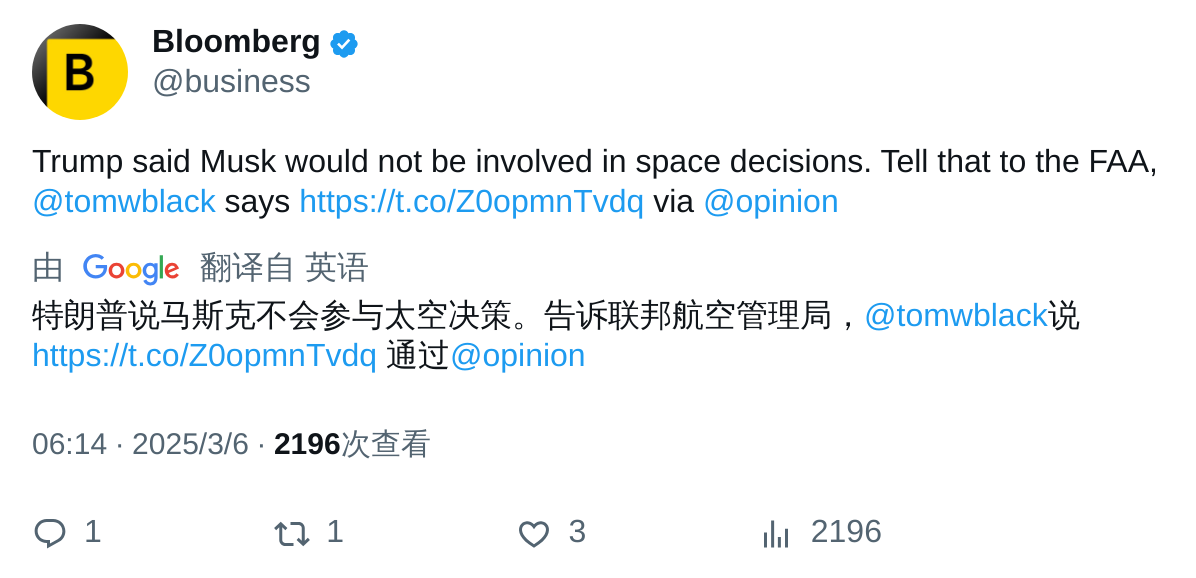 B
Bloomberg
@business
Trump said Musk would not be involved in space decisions. Tell that to the FAA,
@tomwblack says https://t.co/Z0opmnTvdq via @opinion
由 Google 翻译自 英语
特朗普说马斯克不会参与太空决策。告诉联邦航空管理局，@tomwblack说
https://t.co/Z0opmnTvdq 通过@opinion
06:14 · 2025/3/6 · 2196次查看
1 1 3 2196